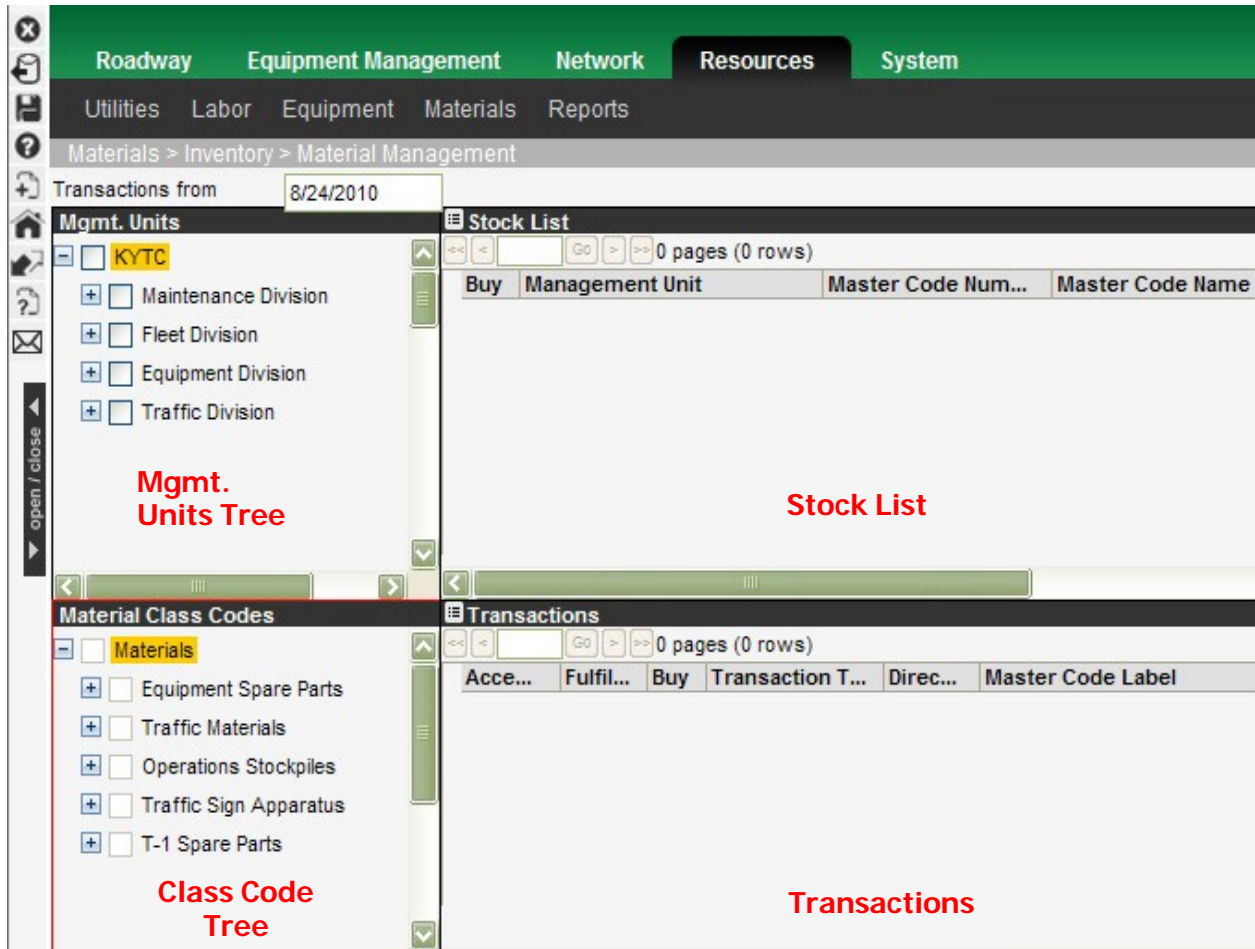 Roadway Equipment Management Network Resources System
Utilities Labor Equipment Materials Reports
Materials > Inventory > Material Management
Transactions from 8/24/2010
Mgmt. Units
KYTC
Maintenance Division
Fleet Division
Equipment Division
Traffic Division
Mgmt.
Units Tree
Stock List
<< < Go > >> 0 pages (0 rows)
Buy Management Unit Master Code Num... Master Code Name
Stock List
open / close
Material Class Codes
Materials
Equipment Spare Parts
Traffic Materials
Operations Stockpiles
Traffic Sign Apparatus
T-1 Spare Parts
Class Code
Tree
Transactions
<< < Go > >> 0 pages (0 rows)
Acce... Fulfil... Buy Transaction T... Direc... Master Code Label
Transactions